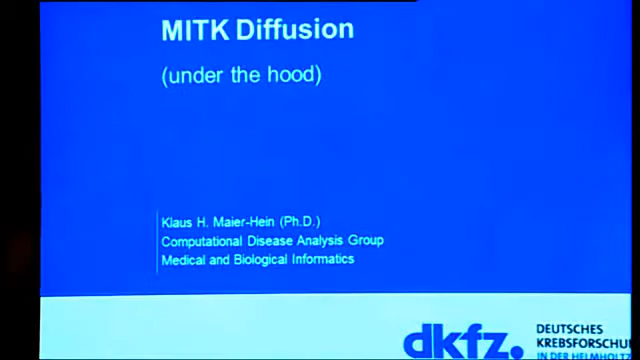 MITK Diffusion
(under the hood)
Klaus H. Maier-Hein (Ph.D.)
Computational Disease Analysis Group
Medical and Biological Informatics
dkfz.
DEUTSCHES
KREBSFORSCHU
IN DER HELMHOLTZ